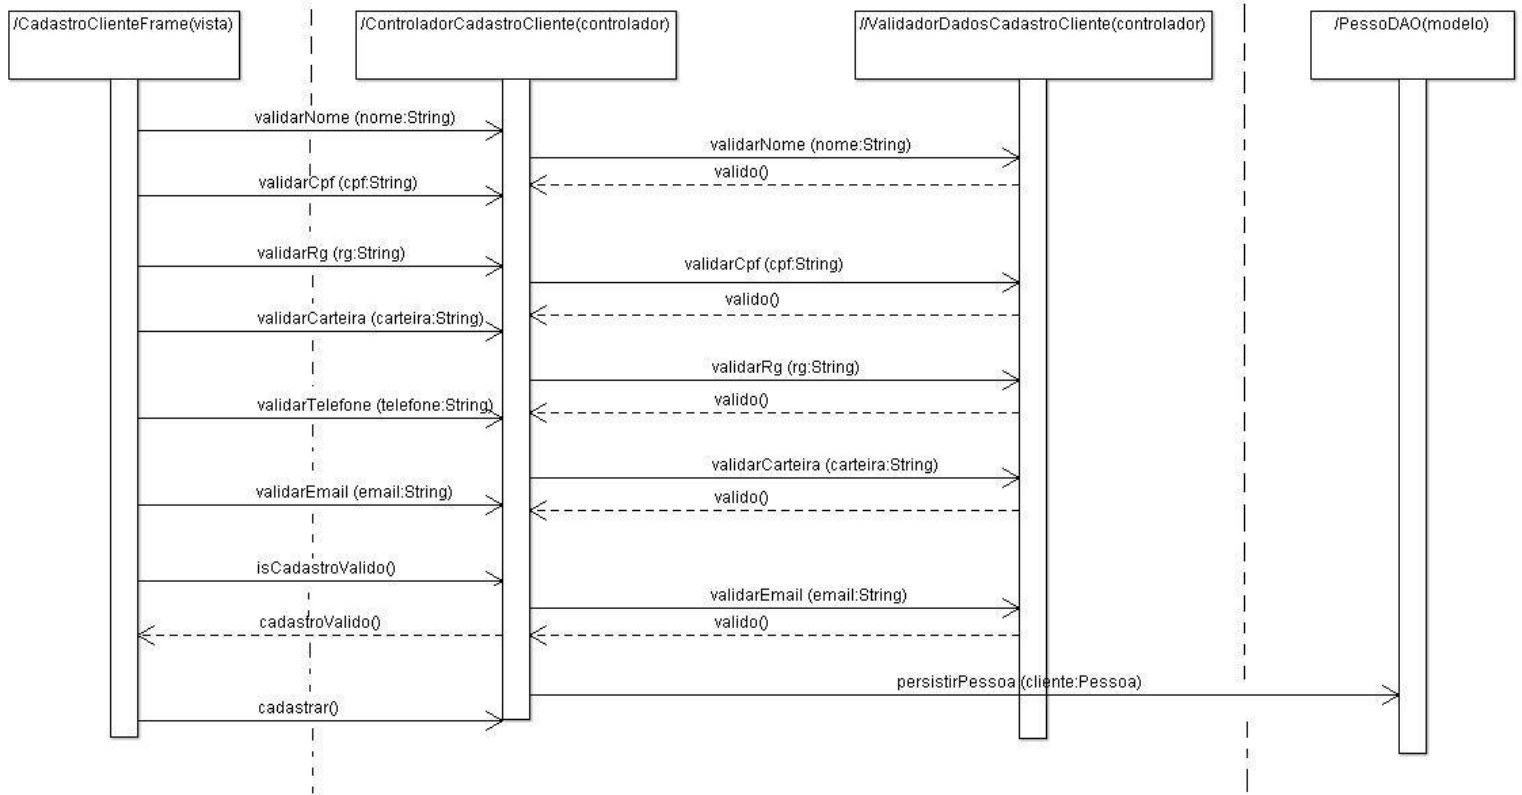 /CadastroClienteFrame(vista)
/ControladorCadastroCliente(controlador)
//ValidadorDadosCadastroCliente(controlador)
/PessoDAO(modelo)
validarNome (nome:String)
validarNome (nome:String)
valido()
validarCpf (cpf:String)
validarRg (rg:String)
validarCpf (cpf:String)
valido()
validarCarteira (carteira:String)
validarRg (rg:String)
valido()
validarTelefone (telefone:String)
validarCarteira (carteira:String)
validarEmail (email:String)
valido()
isCadastroValido()
validarEmail (email:String)
cadastroValido()
valido()
persistirPessoa (cliente:Pessoa)
cadastrar()